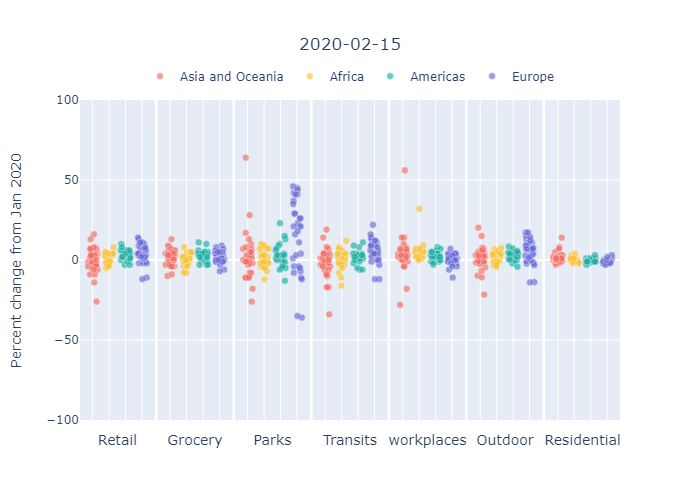 2020-02-15
Asia and Oceania Africa Americas Europe
Percent change from Jan 2020
100
50
0
−50
−100
Retail Grocery Parks Transits workplaces Outdoor Residential